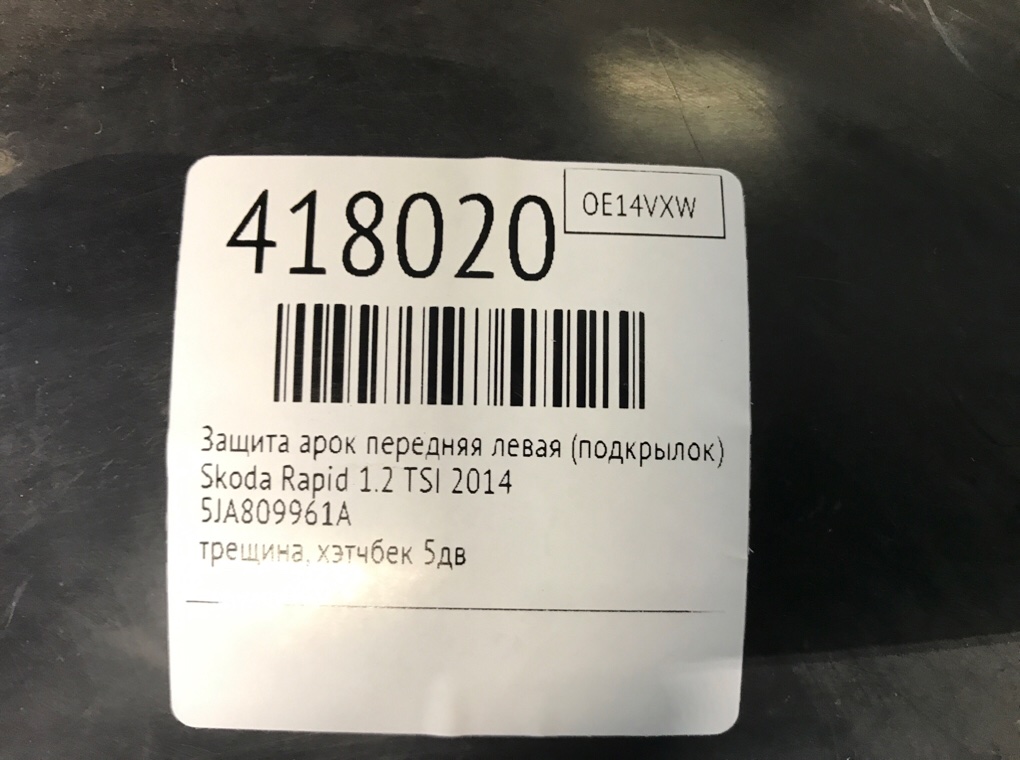 418020
OE14VXW
Защита арок передняя левая (подкрылок)
Skoda Rapid 1.2 TSI 2014
5JA809961A
трещина, хэтчбек 5дв